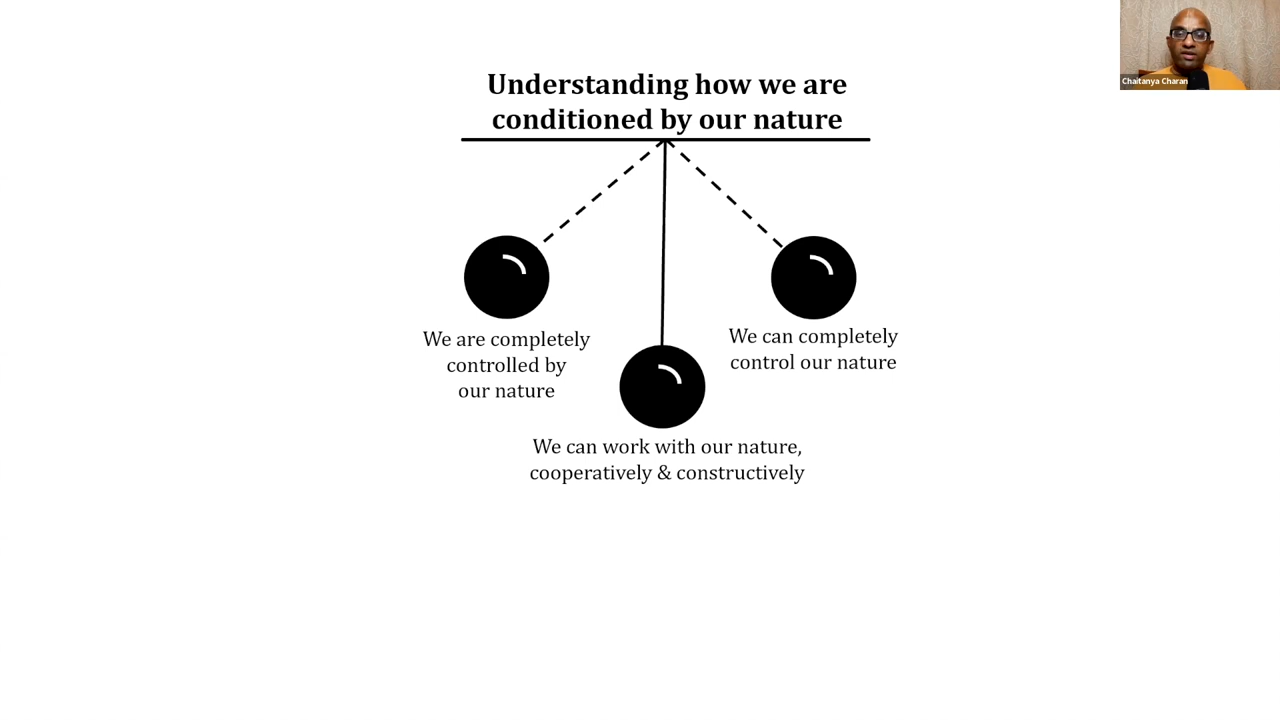 Understanding how we are
conditioned by our nature
We are completely
controlled by
our nature
We can completely
control our nature
We can work with our nature,
cooperatively & constructively
Chaitanya Charan